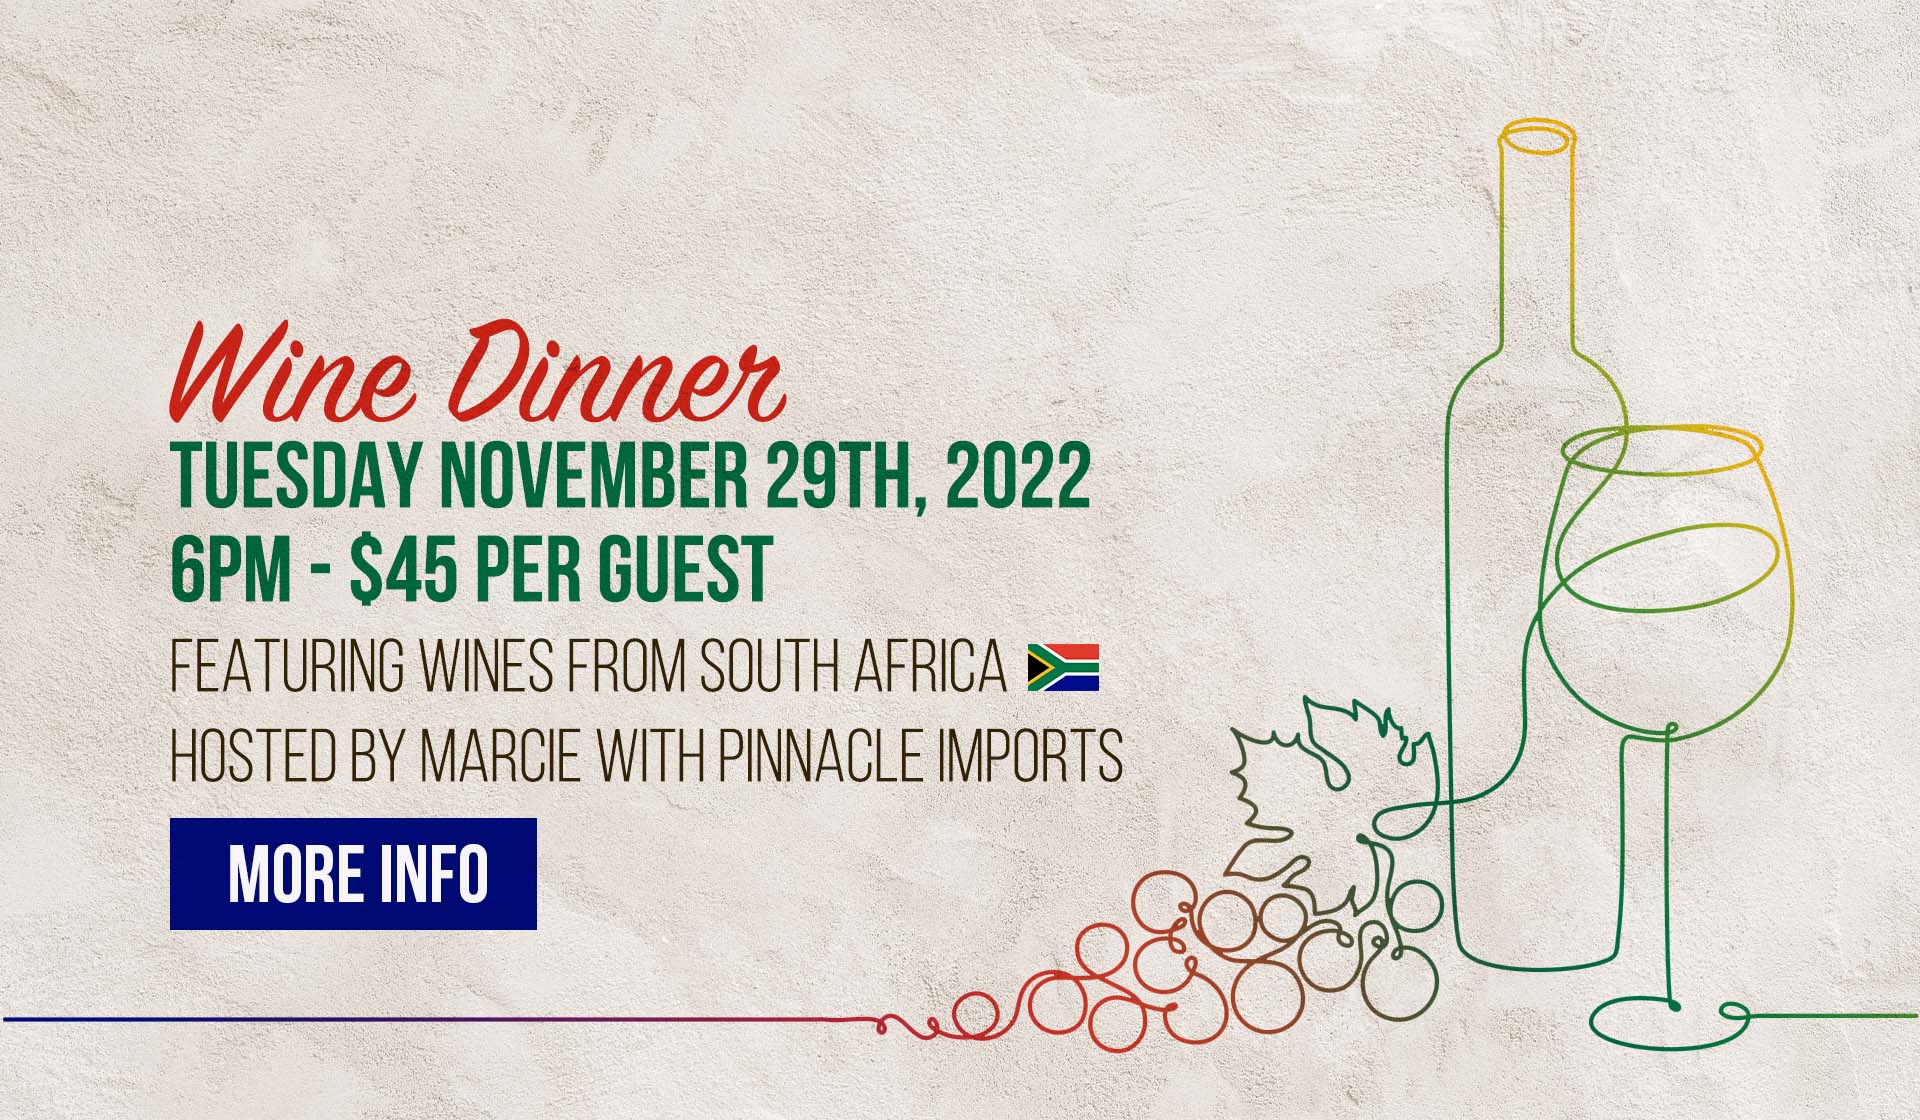 Wine Dinner
TUESDAY NOVEMBER 29TH, 2022
6PM - $45 PER GUEST
FEATURING WINES FROM SOUTH AFRICA
HOSTED BY MARCIE WITH PINNACLE IMPORTS
MORE INFO